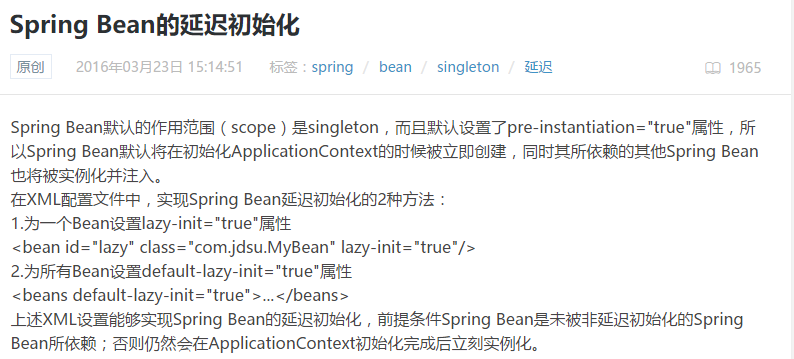 Spring Bean的延迟初始化
原创 2016年03月23日 15:14:51 标签：spring / bean / singleton / 延迟 1965
Spring Bean默认的作用范围（scope）是singleton，而且默认设置了pre-instantiation="true"属性，所
以Spring Bean默认将在初始化ApplicationContext的时候被立即创建，同时其所依赖的其他Spring Bean
也将被实例化并注入。
在XML配置文件中，实现Spring Bean延迟初始化的2种方法：
1.为一个Bean设置lazy-init="true"属性
<bean id="lazy" class="com.jdsu.MyBean" lazy-init="true"/>
2.为所有Bean设置default-lazy-init="true"属性
<beans default-lazy-init="true">...</beans>
上述XML设置能够实现Spring Bean的延迟初始化，前提条件Spring Bean是未被非延迟初始化的Spring
Bean所依赖；否则仍然会在ApplicationContext初始化完成后立刻实例化。